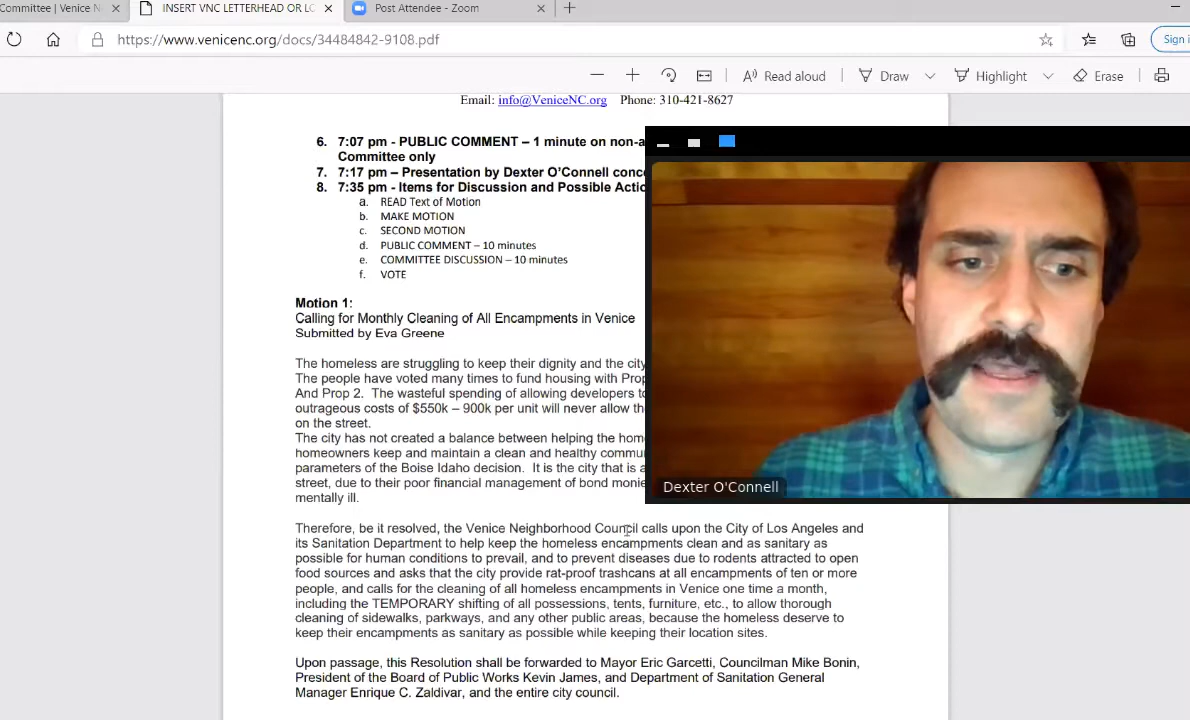 Committee | Venice N
INSERT VNC LETTERHEAD OR LO
Post Attendee - Zoom
https://www.venicenc.org/docs/34484842-9108.pdf
Sign i
Read aloud
Draw
Highlight
Erase
Email: info@VeniceNC.org Phone: 310-421-8627
6. 7:07 pm - PUBLIC COMMENT – 1 minute on non-a
Committee only
7. 7:17 pm – Presentation by Dexter O'Connell conc
8. 7:35 pm - Items for Discussion and Possible Actio
a. READ Text of Motion
b. MAKE MOTION
c. SECOND MOTION
d. PUBLIC COMMENT – 10 minutes
e. COMMITTEE DISCUSSION – 10 minutes
f. VOTE
Motion 1:
Calling for Monthly Cleaning of All Encampments in Venice
Submitted by Eva Greene
The homeless are struggling to keep their dignity and the city
The people have voted many times to fund housing with Prop
And Prop 2. The wasteful spending of allowing developers to
outrageous costs of $550k – 900k per unit will never allow the
on the street.
The city has not created a balance between helping the hom
homeowners keep and maintain a clean and healthy commu
parameters of the Boise Idaho decision. It is the city that is a
street, due to their poor financial management of bond monie
mentally ill.
Dexter O'Connell
Therefore, be it resolved, the Venice Neighborhood Council calls upon the City of Los Angeles and
its Sanitation Department to help keep the homeless encampments clean and as sanitary as
possible for human conditions to prevail, and to prevent diseases due to rodents attracted to open
food sources and asks that the city provide rat-proof trashcans at all encampments of ten or more
people, and calls for the cleaning of all homeless encampments in Venice one time a month,
including the TEMPORARY shifting of all possessions, tents, furniture, etc., to allow thorough
cleaning of sidewalks, parkways, and any other public areas, because the homeless deserve to
keep their encampments as sanitary as possible while keeping their location sites.
Upon passage, this Resolution shall be forwarded to Mayor Eric Garcetti, Councilman Mike Bonin,
President of the Board of Public Works Kevin James, and Department of Sanitation General
Manager Enrique C. Zaldivar, and the entire city council.